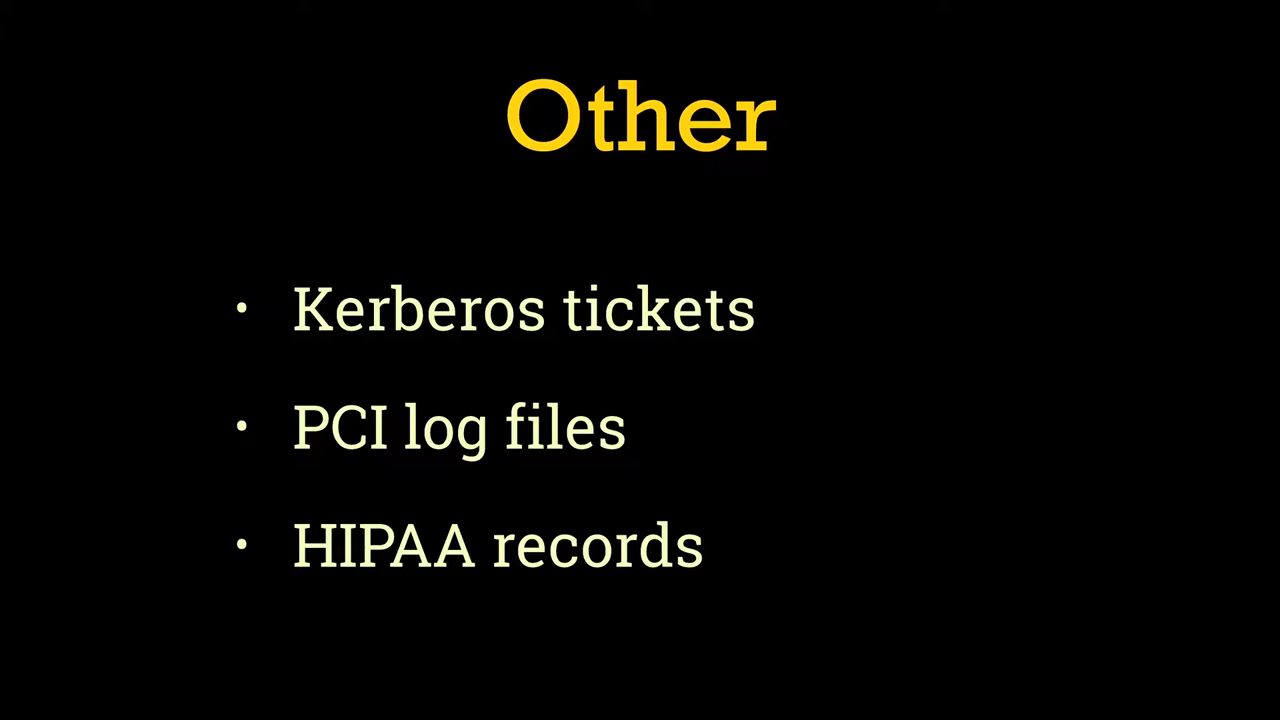 Other
· Kerberos tickets
· PCI log files
· HIPAA records